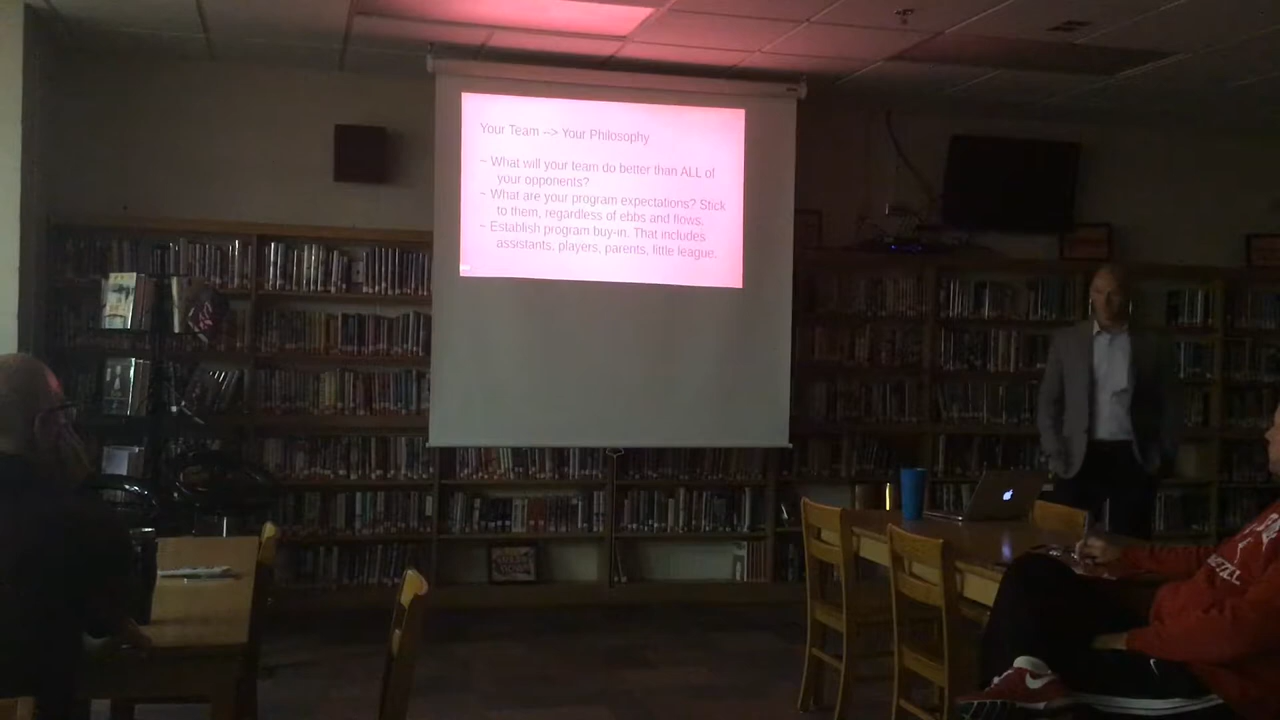 Your Team --> Your Philosophy
~ What will your team do better than ALL of
your opponents?
~ What are your program expectations? Stick
to them, regardless of ebbs and flows.
~ Establish program buy-in. That includes
assistants, players, parents, little league.